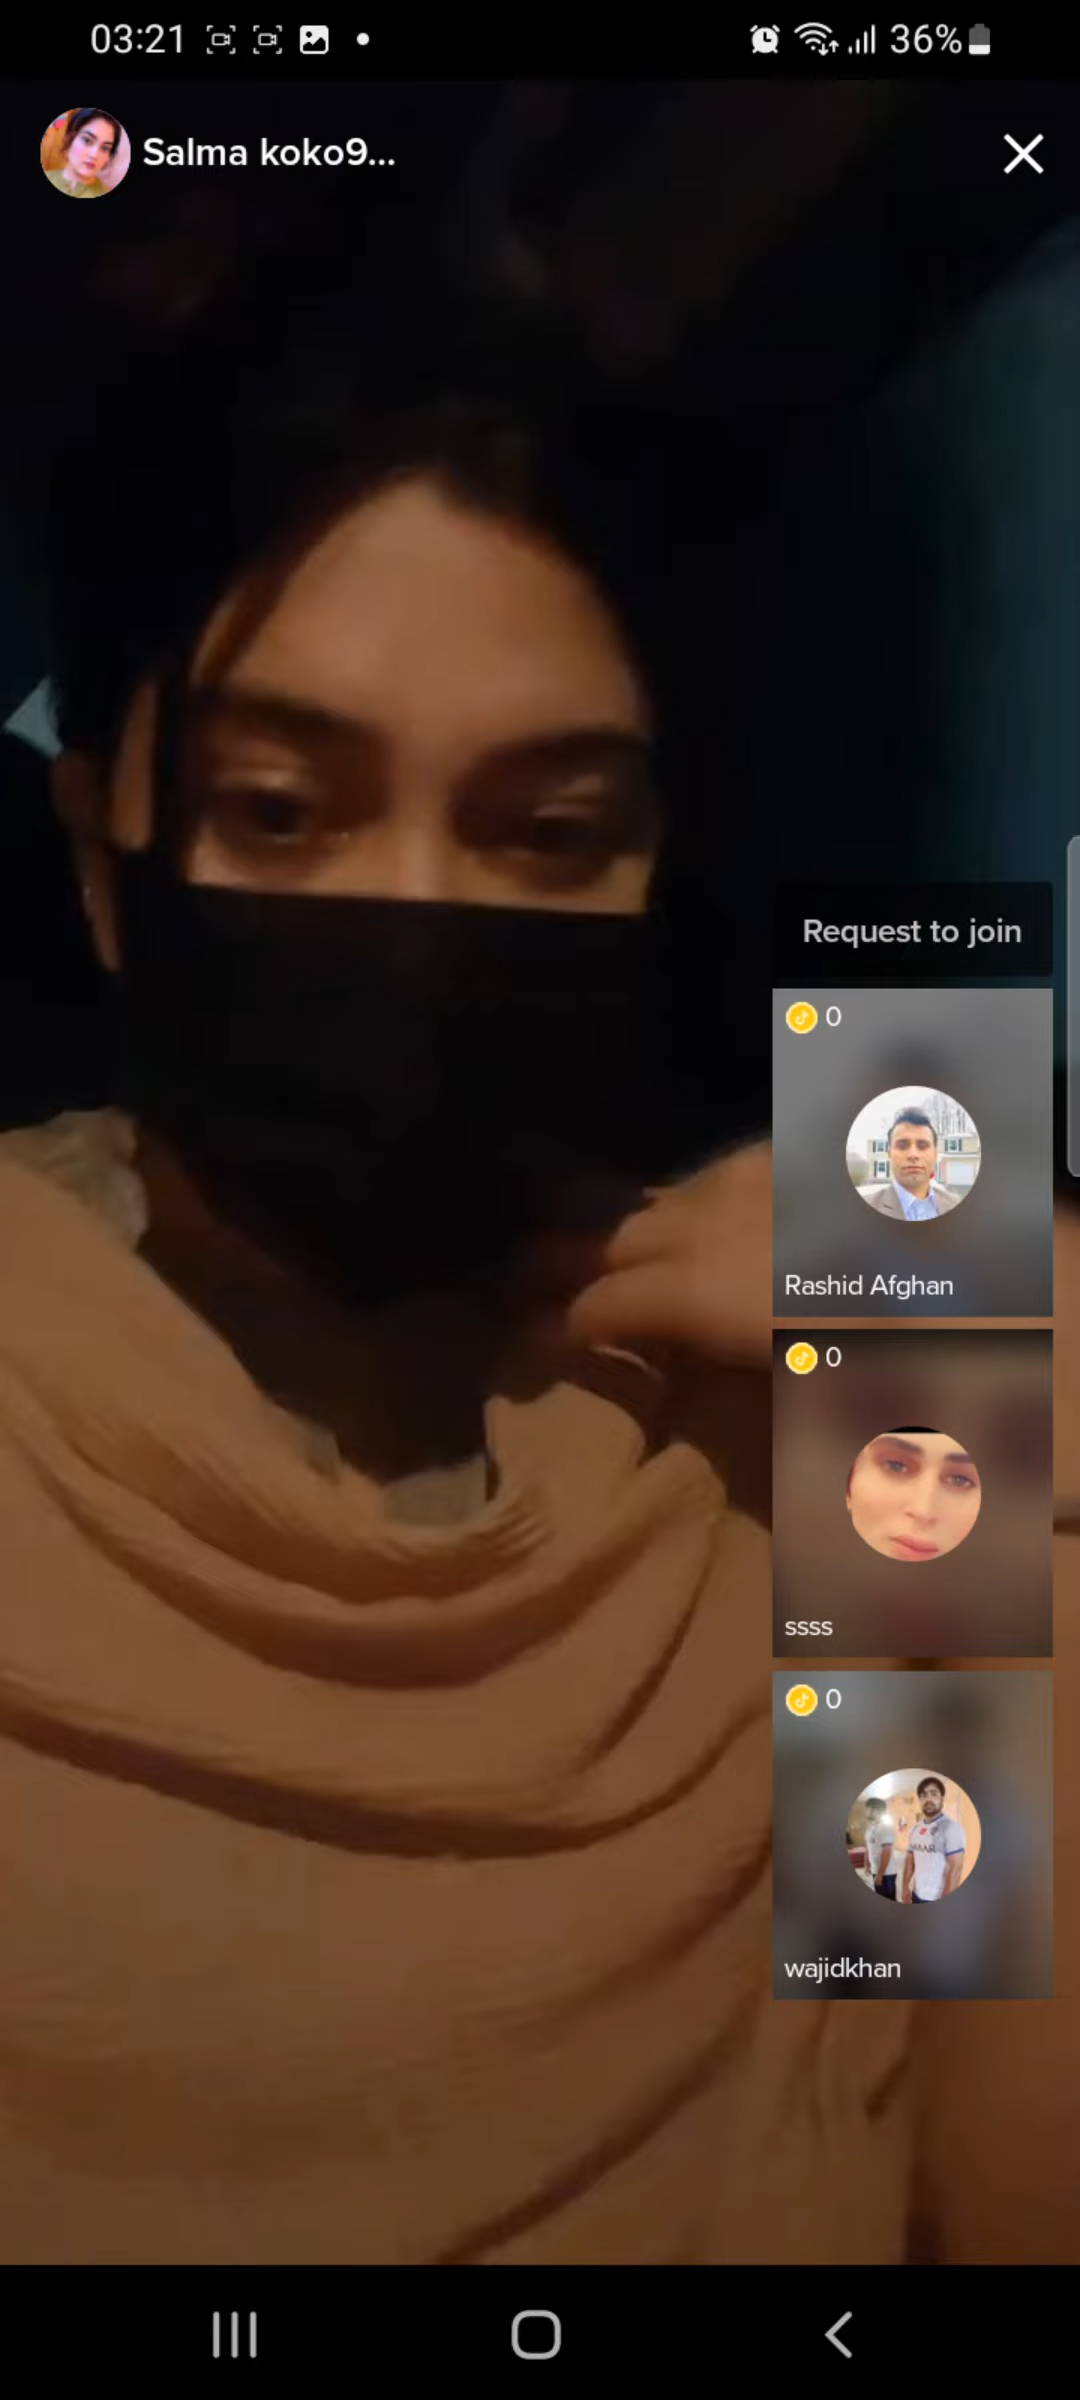 03:21
36%
Salma koko9...
Request to join
0
Rashid Afghan
0
ssss
0
wajidkhan